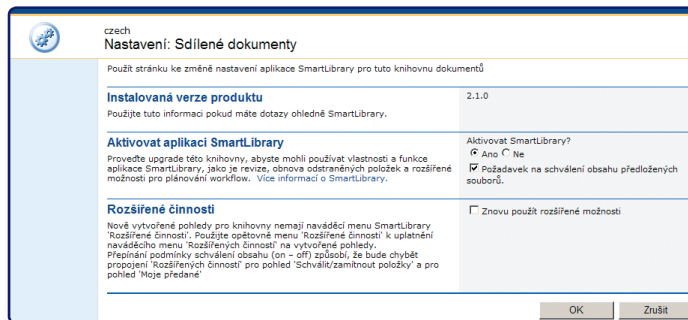 czech
Nastavení: Sdílené dokumenty
Použít stránku ke změně nastavení aplikace SmartLibrary pro tuto knihovnu dokumentů
Instalovaná verze produktu
Použijte tuto informaci pokud máte dotazy ohledně SmartLibrary.
2.1.0
Aktivovat aplikaci SmartLibrary
Proveďte upgrade této knihovny, abyste mohli používat vlastnosti a funkce
aplikace SmartLibrary, jako je revize, obnova odstraněných položek a rozšířené
možnosti pro plánování workflow. Více informací o SmartLibrary.
Aktivovat SmartLibrary?
Ano Ne
Požadavek na schválení obsahu předložených
souborů.
Rozšířené činnosti
Nově vytvořené pohledy pro knihovny nemají naváděcí menu SmartLibrary
'Rozšířené činnosti'. Použijte opětovně menu 'Rozšířené činnosti' k uplatnění
naváděcího menu 'Rozšířených činností' na vytvořené pohledy.
Přepínání podmínky schválení obsahu (on – off) způsobí, že bude chybět
propojení 'Rozšířených činností' pro pohled 'Schválit/zamítnout položky' a pro
pohled 'Moje předané'
Znovu použít rozšířené možnosti
OK Zrušit